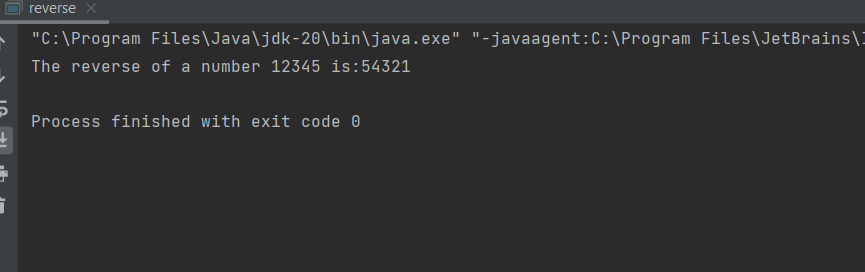 reverse
"C:\Program Files\Java\jdk-20\bin\java.exe" "-javaagent:C:\Program Files\JetBrains\
The reverse of a number 12345 is:54321
Process finished with exit code 0